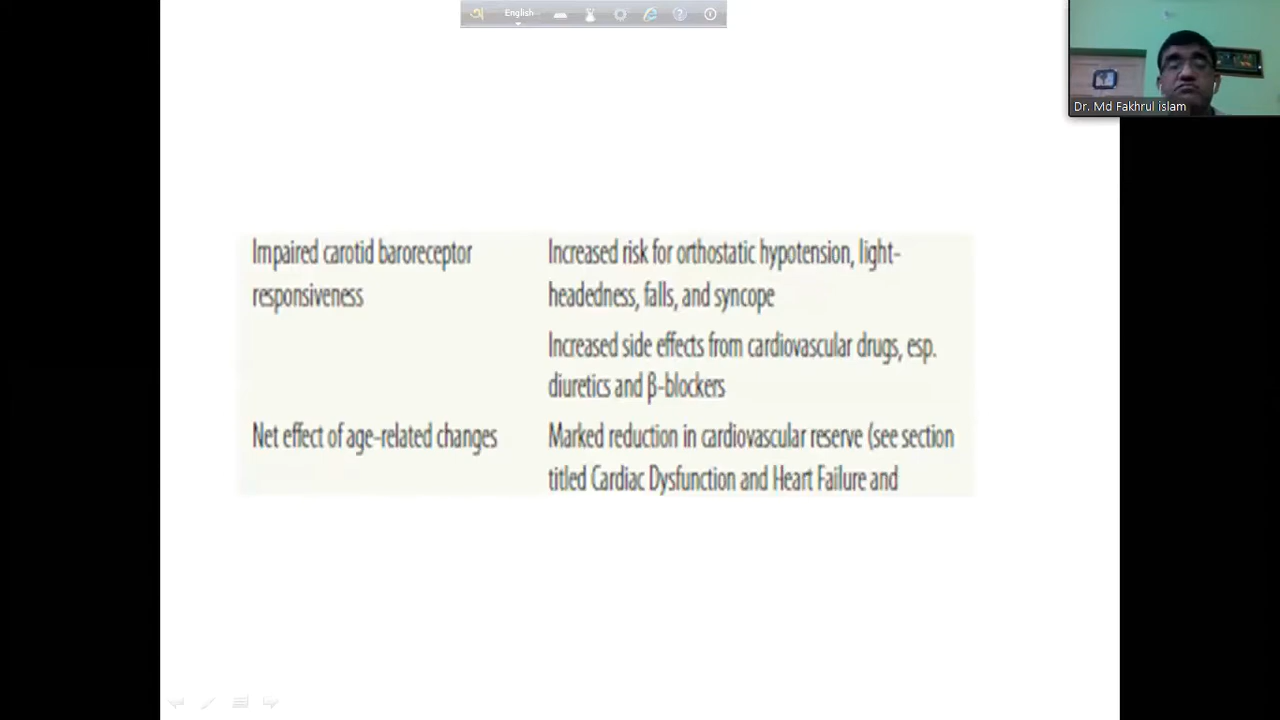 অ English
Dr. Md Fakhrul islam
Impaired carotid baroreceptor
responsiveness
Increased risk for orthostatic hypotension, light-
headedness, falls, and syncope
Increased side effects from cardiovascular drugs, esp.
diuretics and β-blockers
Net effect of age-related changes
Marked reduction in cardiovascular reserve (see section
titled Cardiac Dysfunction and Heart Failure and